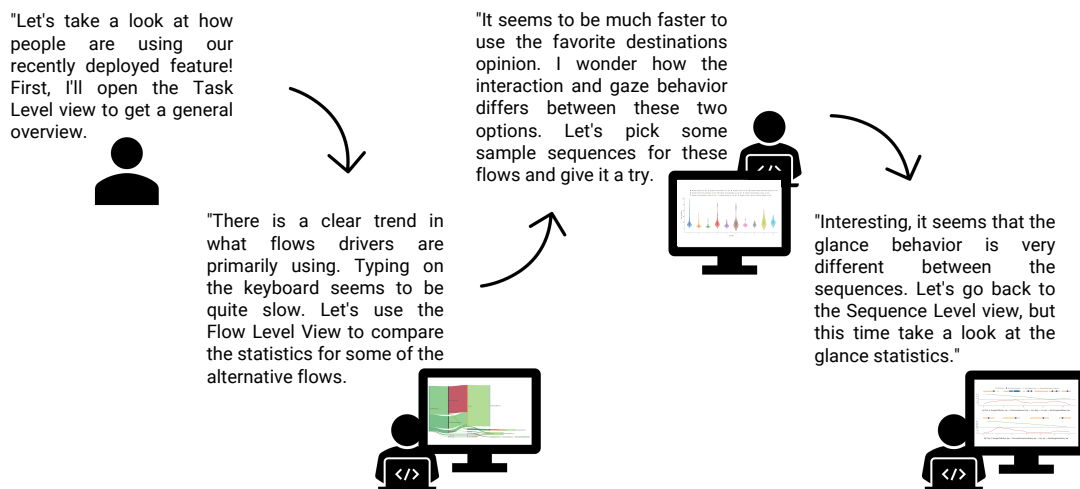 "Let's take a look at how
people are using our
recently deployed feature!
First, I'll open the Task
Level view to get a general
overview.
"There is a clear trend in
what flows drivers are
primarily using. Typing on
the keyboard seems to be
quite slow. Let's use the
Flow Level View to compare
the statistics for some of the
alternative flows.
"It seems to be much faster to
use the favorite destinations
opinion. I wonder how the
interaction and gaze behavior
differs between these two
options. Let's pick some
sample sequences for these
flows and give it a try.
"Interesting, it seems that the
glance behavior is very
different between the
sequences. Let's go back to
the Sequence Level view, but
this time take a look at the
glance statistics."